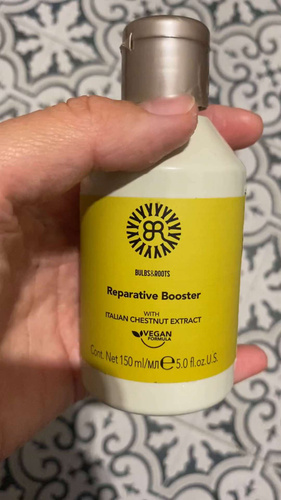 BR
BULBS&ROOTS
Reparative Booster
WITH
ITALIAN CHESTNUT EXTRACT
VEGAN
FORMULA
Cont. Net 150 ml/мл℮5.0 fl.oz.U.S.